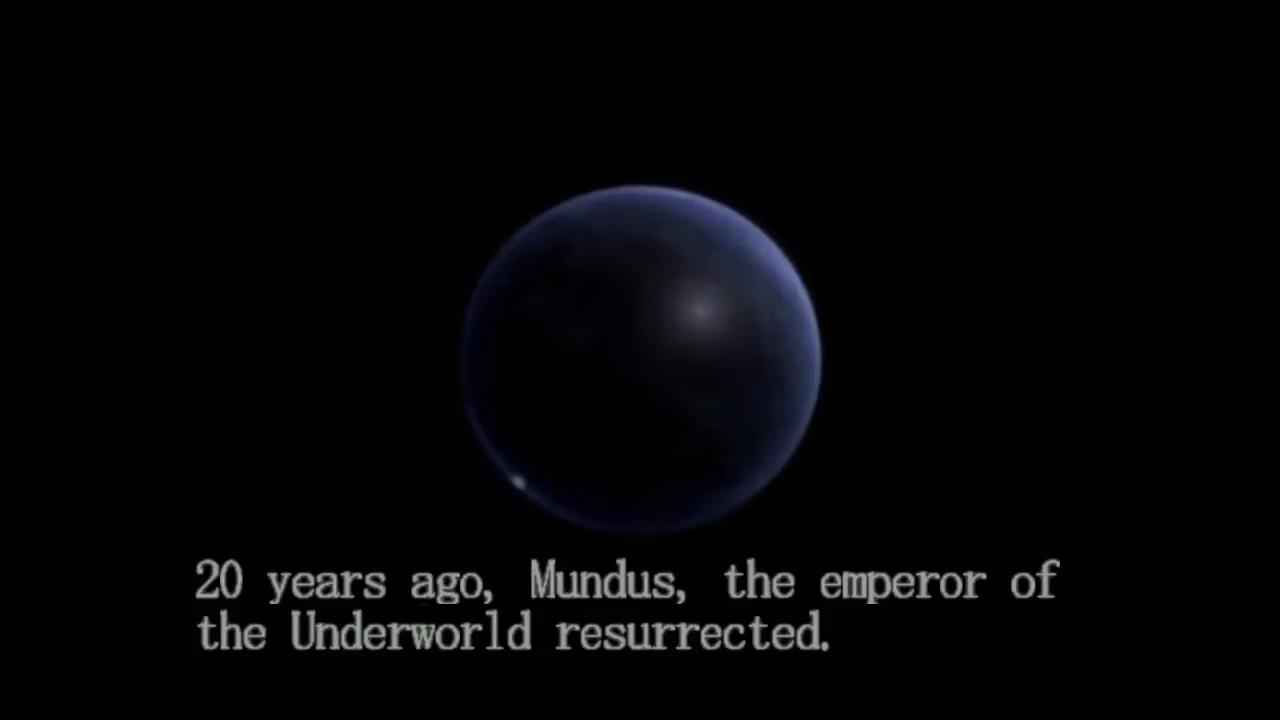 20 years ago, Mundus, the emperor of
the Underworld resurrected.